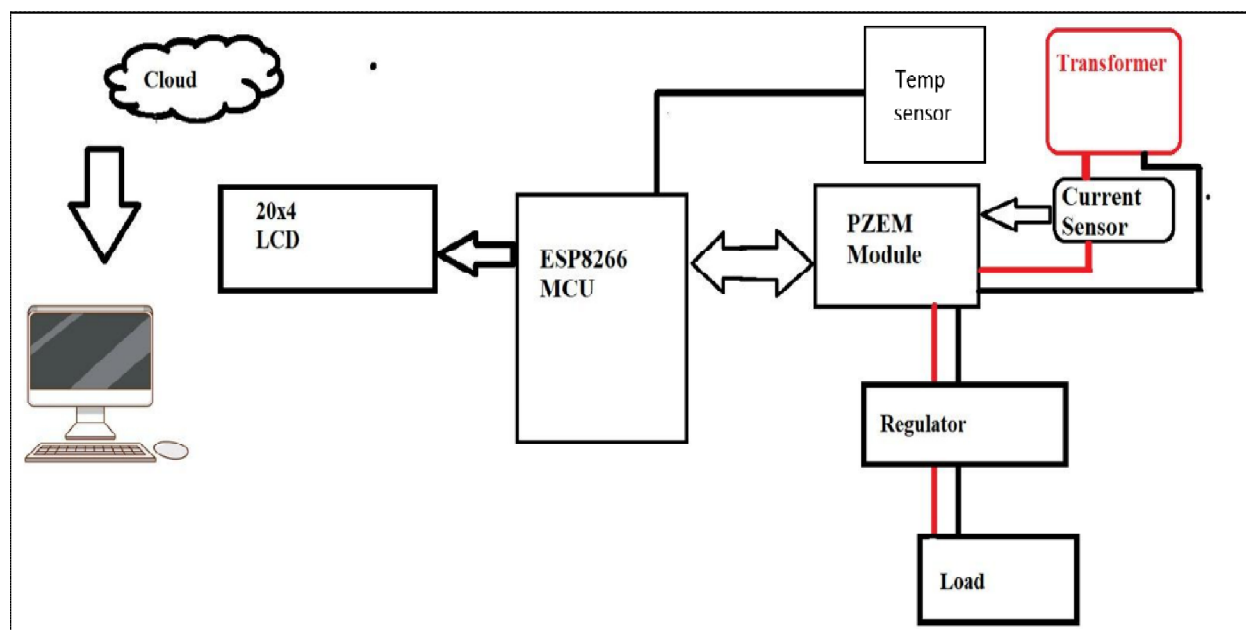 Cloud
Temp
sensor
Transformer
20x4
LCD
ESP8266
MCU
PZEM
Module
Current
Sensor
Regulator
Load